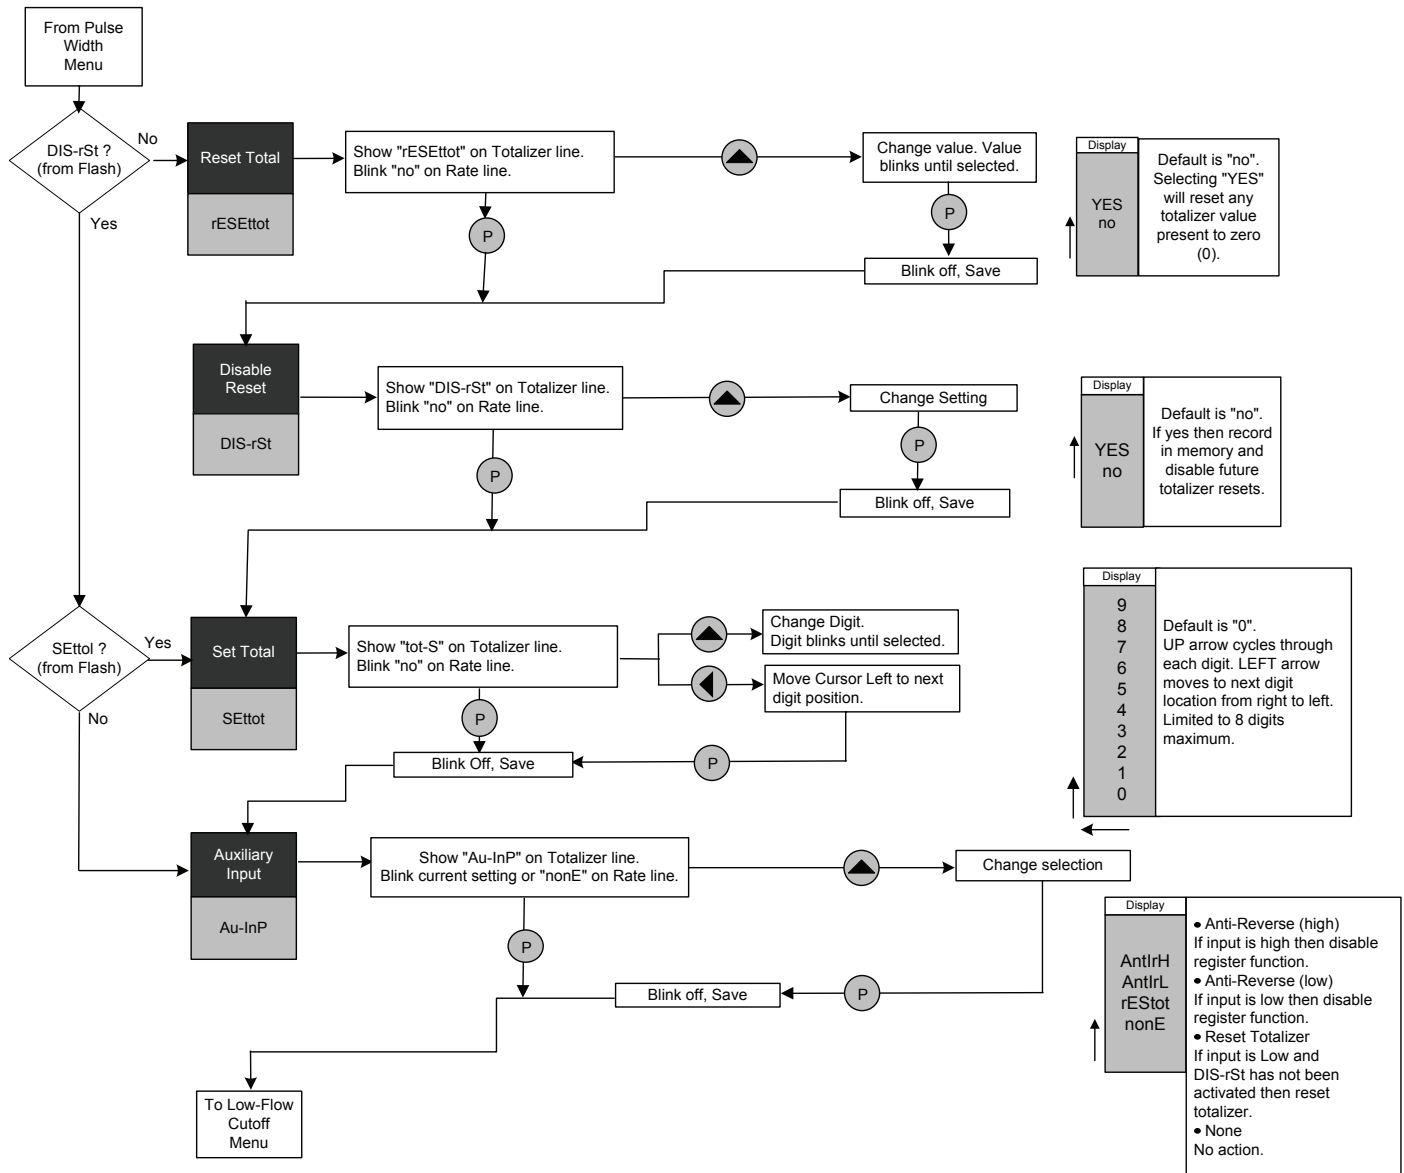 From Pulse
Width
Menu
DIS-rSt ?
(from Flash)
No
Yes
Reset Total
rESEttot
Show "rESEttot" on Totalizer line.
Blink "no" on Rate line.
P
Change value. Value
blinks until selected.
P
Blink off, Save
Display
YES
no
Default is "no".
Selecting "YES"
will reset any
totalizer value
present to zero
(0).
Disable
Reset
DIS-rSt
Show "DIS-rSt" on Totalizer line.
Blink "no" on Rate line.
P
Change Setting
P
Blink off, Save
Display
YES
no
Default is "no".
If yes then record
in memory and
disable future
totalizer resets.
SEttol ?
(from Flash)
Yes
No
Set Total
SEttot
Show "tot-S" on Totalizer line.
Blink "no" on Rate line.
P
Change Digit.
Digit blinks until selected.
Move Cursor Left to next
digit position.
P
Blink Off, Save
Display
9
8
7
6
5
4
3
2
1
0
Default is "0".
UP arrow cycles through
each digit. LEFT arrow
moves to next digit
location from right to left.
Limited to 8 digits
maximum.
Auxiliary
Input
Au-InP
Show "Au-InP" on Totalizer line.
Blink current setting or "nonE" on Rate line.
P
Change selection
P
Blink off, Save
Display
AntIrH
AntIrL
rEStot
nonE
• Anti-Reverse (high)
If input is high then disable
register function.
• Anti-Reverse (low)
If input is low then disable
register function.
• Reset Totalizer
If input is Low and
DIS-rSt has not been
activated then reset
totalizer.
• None
No action.
To Low-Flow
Cutoff
Menu